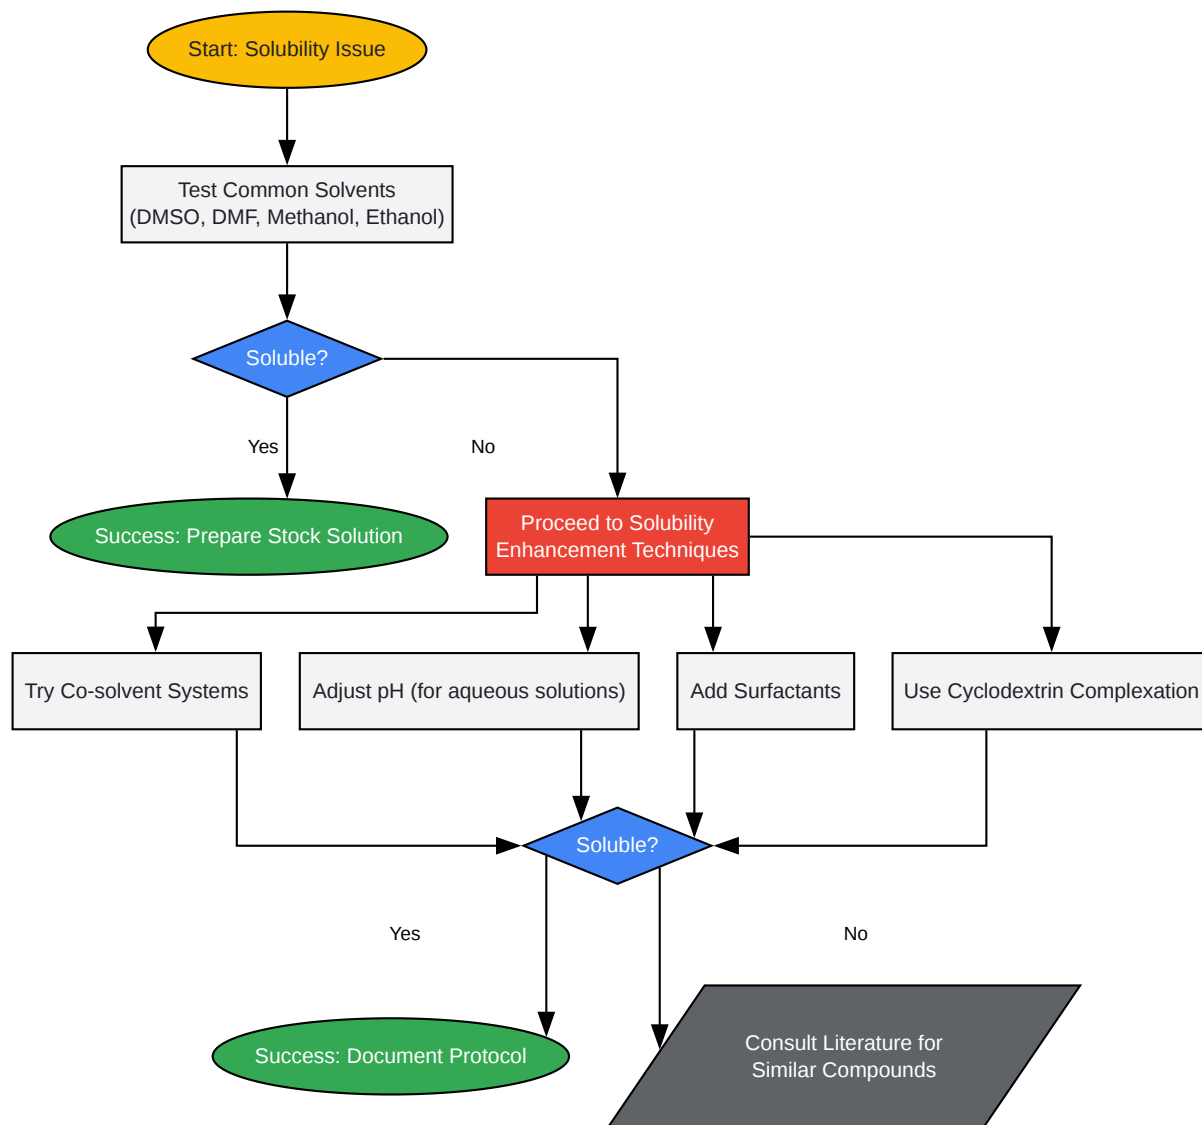 Start: Solubility Issue
Test Common Solvents
(DMSO, DMF, Methanol, Ethanol)
Soluble?
Yes
No
Success: Prepare Stock Solution
Proceed to Solubility
Enhancement Techniques
Try Co-solvent Systems
Adjust pH (for aqueous solutions)
Add Surfactants
Use Cyclodextrin Complexation
Soluble?
Yes
No
Success: Document Protocol
Consult Literature for
Similar Compounds